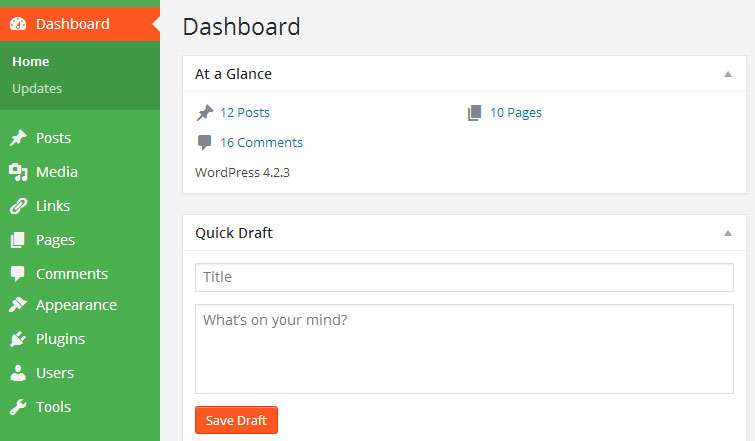 Dashboard
Home
Updates
Posts
Media
Links
Pages
Comments
Appearance
Plugins
Users
Tools
Dashboard
At a Glance
12 Posts
10 Pages
16 Comments
WordPress 4.2.3
Quick Draft
Title
What's on your mind?
Save Draft